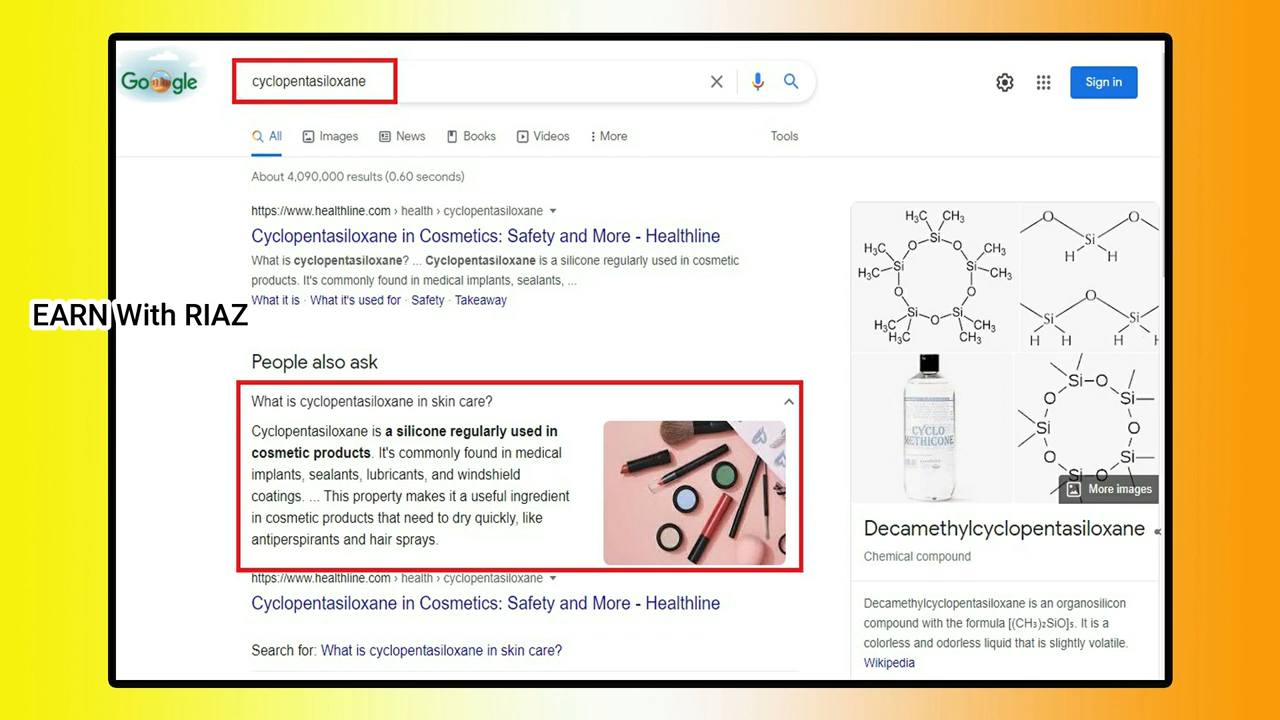 Google
cyclopentasiloxane
Sign in
All Images News Books Videos More Tools
About 4,090,000 results (0.60 seconds)
https://www.healthline.com › health › cyclopentasiloxane
Cyclopentasiloxane in Cosmetics: Safety and More - Healthline
What is cyclopentasiloxane? ... Cyclopentasiloxane is a silicone regularly used in cosmetic
products. It's commonly found in medical implants, sealants, ...
What it is · What it's used for · Safety · Takeaway
EARN With RIAZ
People also ask
What is cyclopentasiloxane in skin care?
Cyclopentasiloxane is a silicone regularly used in
cosmetic products. It's commonly found in medical
implants, sealants, lubricants, and windshield
coatings. ... This property makes it a useful ingredient
in cosmetic products that need to dry quickly, like
antiperspirants and hair sprays.
https://www.healthline.com › health › cyclopentasiloxane
Cyclopentasiloxane in Cosmetics: Safety and More - Healthline
Search for: What is cyclopentasiloxane in skin care?
H₃C CH₃
O Si O
H₃C CH₃
Si Si
H₃C CH₃
O O
Si O Si
H₃C CH₃
H₃C CH₃
O O
Si
H H
O
Si Si
H H H H
CYCLO
METHICONE
Si O
O Si
Si O
O Si
Si O
More images
Decamethylcyclopentasiloxane
Chemical compound
Decamethylcyclopentasiloxane is an organosilicon
compound with the formula [(CH₃)₂SiO]₅. It is a
colorless and odorless liquid that is slightly volatile.
Wikipedia